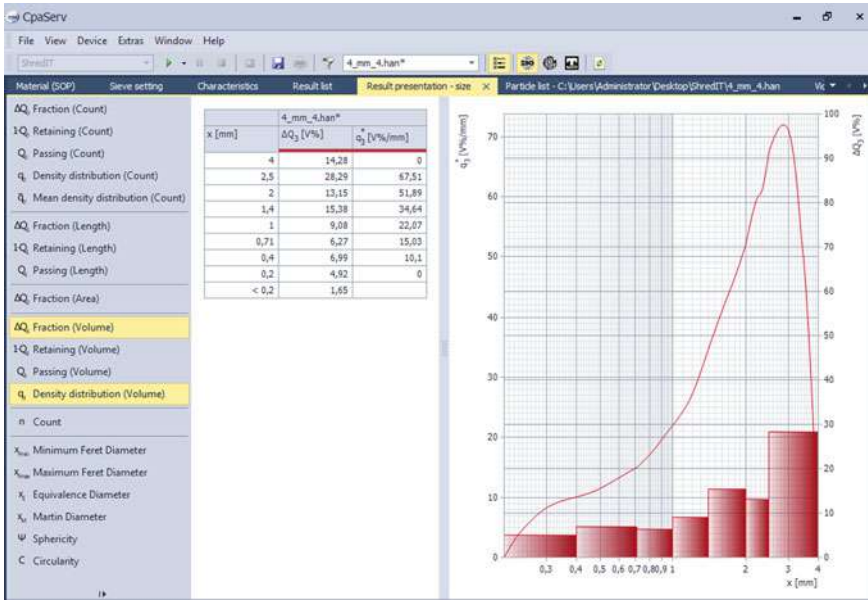 CpaServ
File View Device Extras Window Help
ShredIT 4_mm_4.han*
Material (SOP) Sieve setting Characteristics Result list Result presentation - size × Particle list - C:\Users\Administrator\Desktop\ShredIT\4_mm_4.han
ΔQ Fraction (Count)
1-Q Retaining (Count)
Q Passing (Count)
q Density distribution (Count)
q̄ Mean density distribution (Count)
ΔQ Fraction (Length)
1-Q Retaining (Length)
Q Passing (Length)
ΔQ Fraction (Area)
ΔQ Fraction (Volume)
1-Q Retaining (Volume)
Q Passing (Volume)
q Density distribution (Volume)
n Count
Minimum Feret Diameter
Maximum Feret Diameter
Equivalence Diameter
Martin Diameter
Ψ Sphericity
C Circularity
4_mm_4.han*
x [mm] ΔQ3 [V%] q3* [V%/mm]
4 14,28 0
2,5 28,29 67,51
2 13,15 51,89
1,4 15,38 34,64
1 9,08 22,07
0,71 6,27 15,03
0,4 6,99 10,1
0,2 4,92 0
< 0,2 1,65
q3* [V%/mm]
70
60
50
40
30
20
10
0
ΔQ3 [V%]
100
90
80
70
60
50
40
30
20
10
0
0,3 0,4 0,5 0,6 0,7 0,8 0,9 1 2 3 4
x [mm]